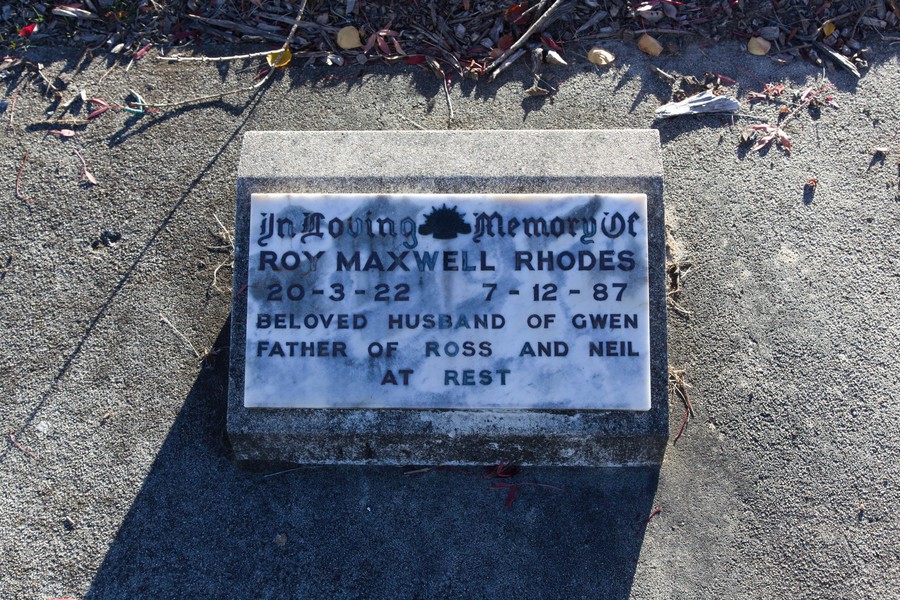 In Loving Memory Of
ROY MAXWELL RHODES
20-3-22 7-12-87
BELOVED HUSBAND OF GWEN
FATHER OF ROSS AND NEIL
AT REST